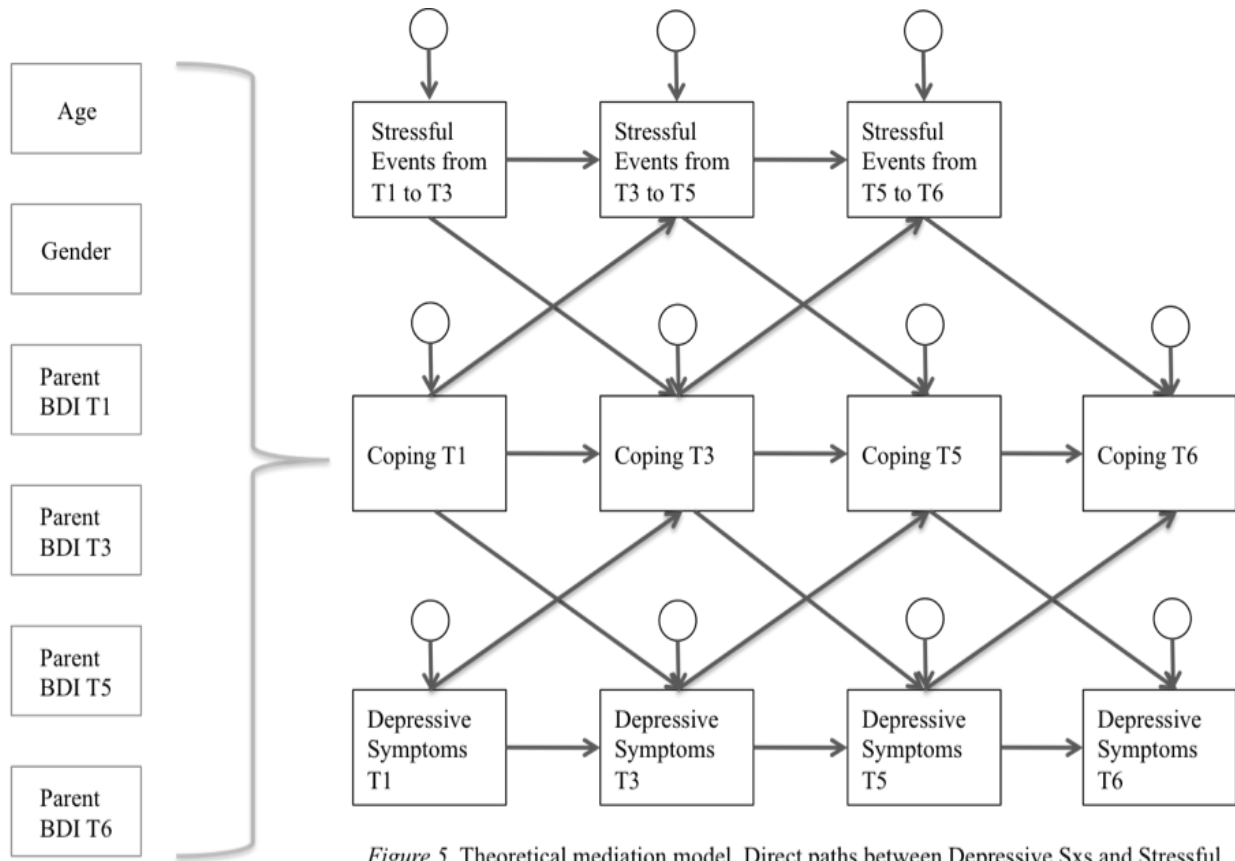 Age
Gender
Parent
BDI T1
Parent
BDI T3
Parent
BDI T5
Parent
BDI T6
Stressful
Events from
T1 to T3
Stressful
Events from
T3 to T5
Stressful
Events from
T5 to T6
Coping T1
Coping T3
Coping T5
Coping T6
Depressive
Symptoms
T1
Depressive
Symptoms
T3
Depressive
Symptoms
T5
Depressive
Symptoms
T6
Figure 5. Theoretical mediation model. Direct paths between Depressive Sxs and Stressful